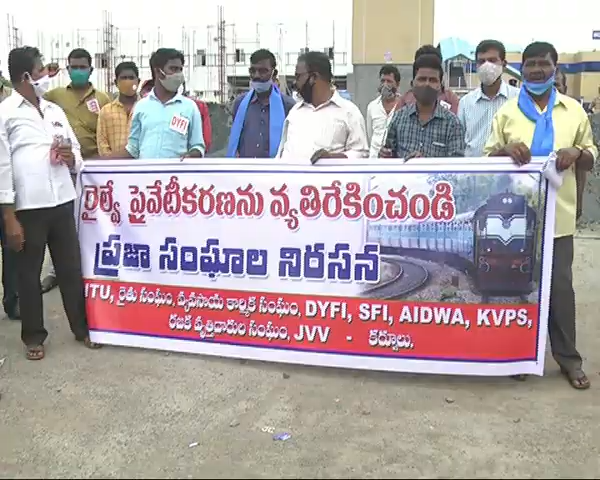 రైల్వే ప్రైవేటీకరణను వ్యతిరేకించండి
ప్రజా సంఘాల నిరసన
ITU, రైతు సంఘం, వ్యవసాయ కార్మిక సంఘం, DYFI, SFI, AIDWA, KVPS,
రజక వృత్తిదారుల సంఘం, JVV - కర్నూలు.
DYFI